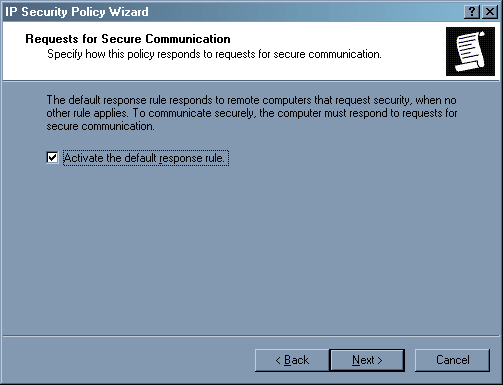 IP Security Policy Wizard
Requests for Secure Communication
Specify how this policy responds to requests for secure communication.
The default response rule responds to remote computers that request security, when no
other rule applies. To communicate securely, the computer must respond to requests for
secure communication.
Activate the default response rule.
< Back Next > Cancel